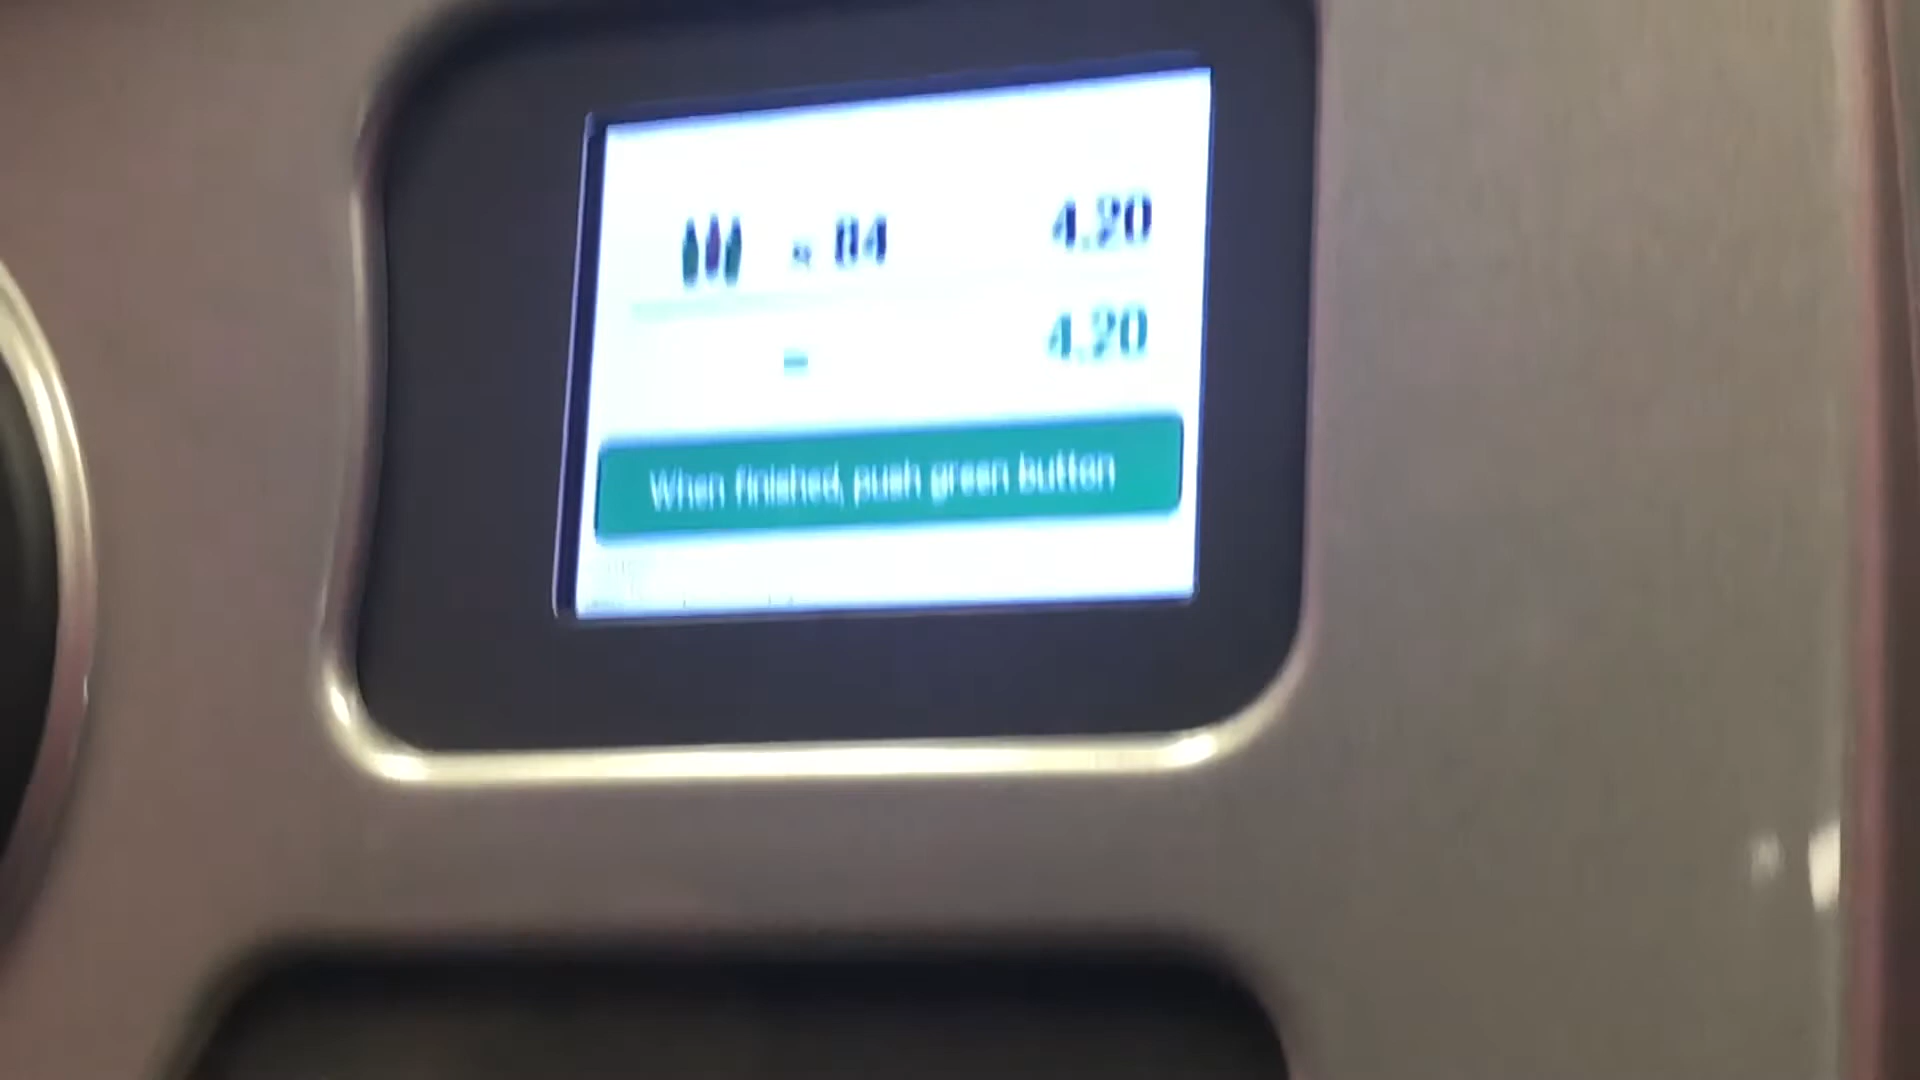 x 84 4.20
= 4.20
When finished, push green button